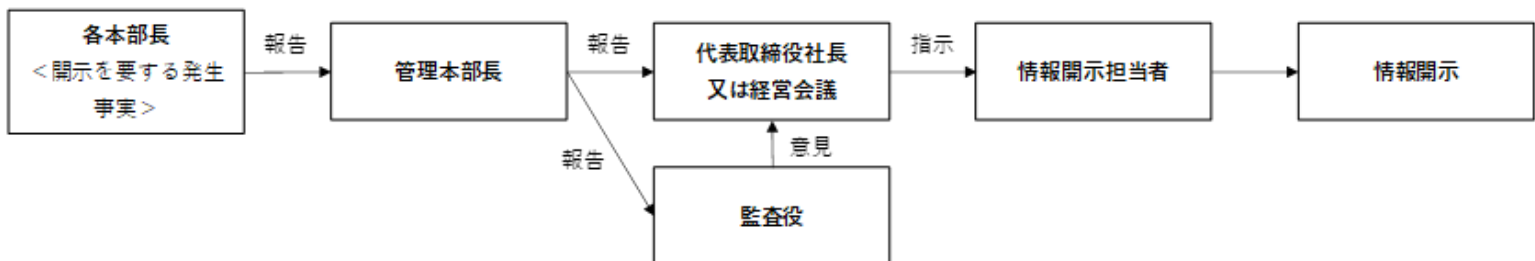 各本部長
＜開示を要する発生
事実＞
報告
管理本部長
報告
報告
代表取締役社長
又は経営会議
意見
監査役
指示
情報開示担当者
情報開示